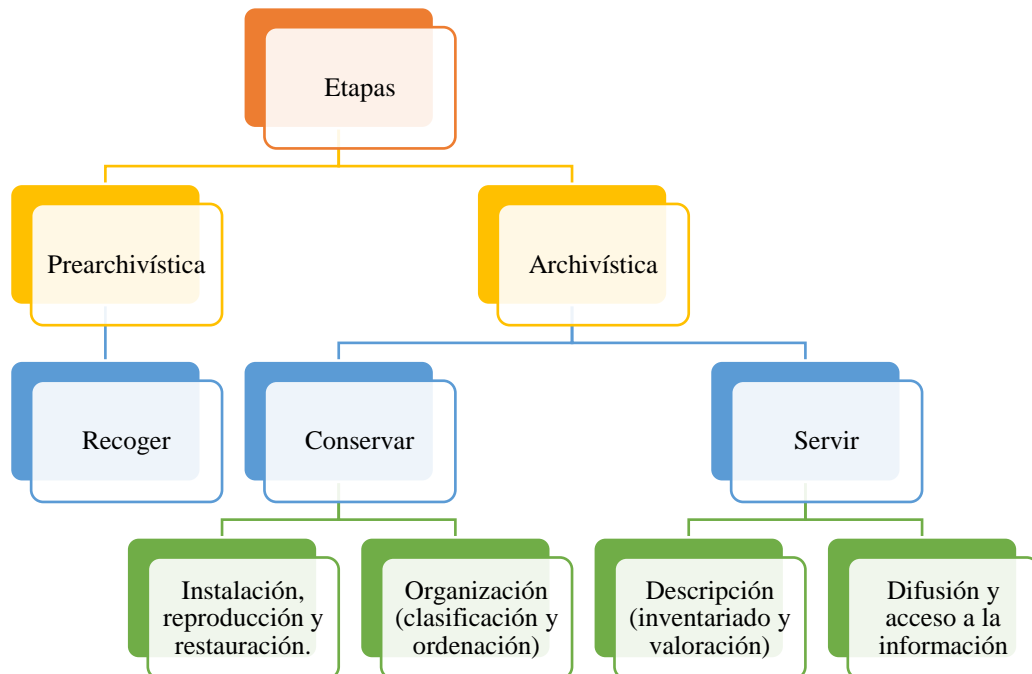 Etapas
Prearchivística
Archivística
Recoger
Conservar
Servir
Instalación,
reproducción y
restauración.
Organización
(clasificación y
ordenación)
Descripción
(inventariado y
valoración)
Difusión y
acceso a la
información